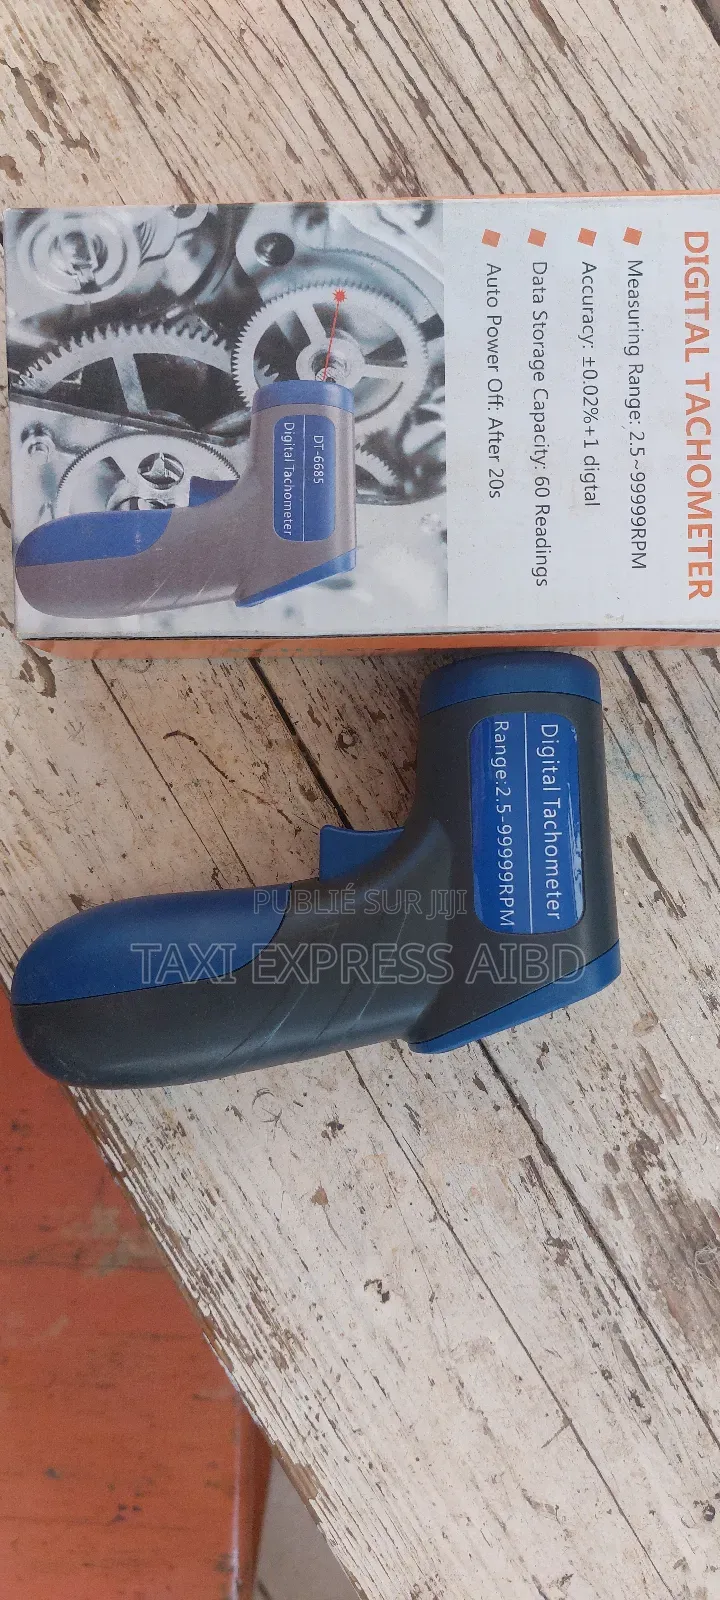 DIGITAL TACHOMETER
Measuring Range: 2.5~99999RPM
Accuracy: ±0.02%+1 digtal
Data Storage Capacity: 60 Readings
Auto Power Off: After 20s
DT-6685
Digital Tachometer
Digital Tachometer
Range:2.5-99999RPM
PUBLIÉ SUR JIJI
TAXI EXPRESS AIBD